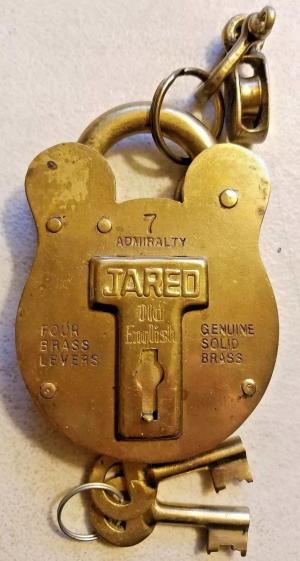 7
ADMIRALTY
JARED
Old
English
FOUR
BRASS
LEVERS
GENUINE
SOLID
BRASS